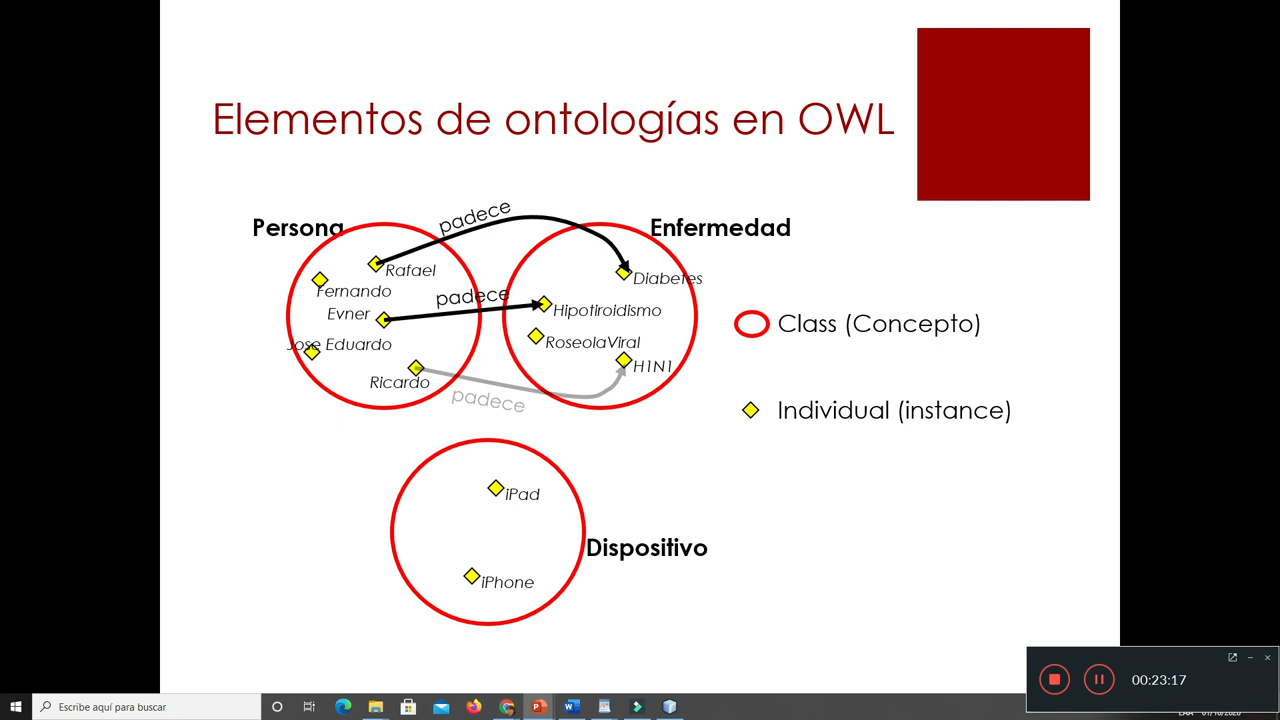 Elementos de ontologías en OWL
padece
Persona
Enfermedad
Rafael
Diabetes
Fernando
padece
Evner
Hipotiroidismo
Jose Eduardo
RoseolaViral
Class (Concepto)
H1N1
Ricardo
padece
Individual (instance)
iPad
Dispositivo
iPhone
00:23:17
Escribe aquí para buscar